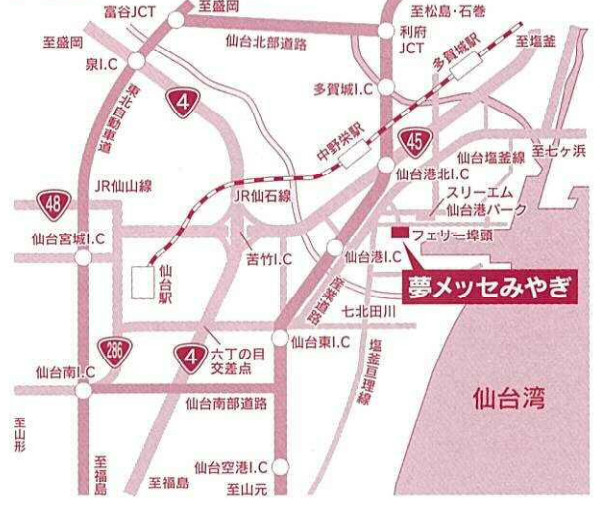 富谷JCT
至盛岡
至松島・石巻
至盛岡
仙台北部道路
利府
JCT
多賀城駅
至塩釜
泉I.C
多賀城I.C
4
東北自動車道
中野栄駅
45
仙台塩釜線
至七ヶ浜
仙台港北I.C
JR仙山線
JR仙石線
スリーエム
仙台港パーク
48
フェリー埠頭
仙台宮城I.C
苦竹I.C
仙台港I.C
夢メッセみやぎ
仙台駅
産業道路
七北田川
286
4
六丁の目
交差点
仙台東I.C
塩釜亘理線
仙台南I.C
仙台湾
仙台南部道路
至山形
至福島
至福島
仙台空港I.C
至山元